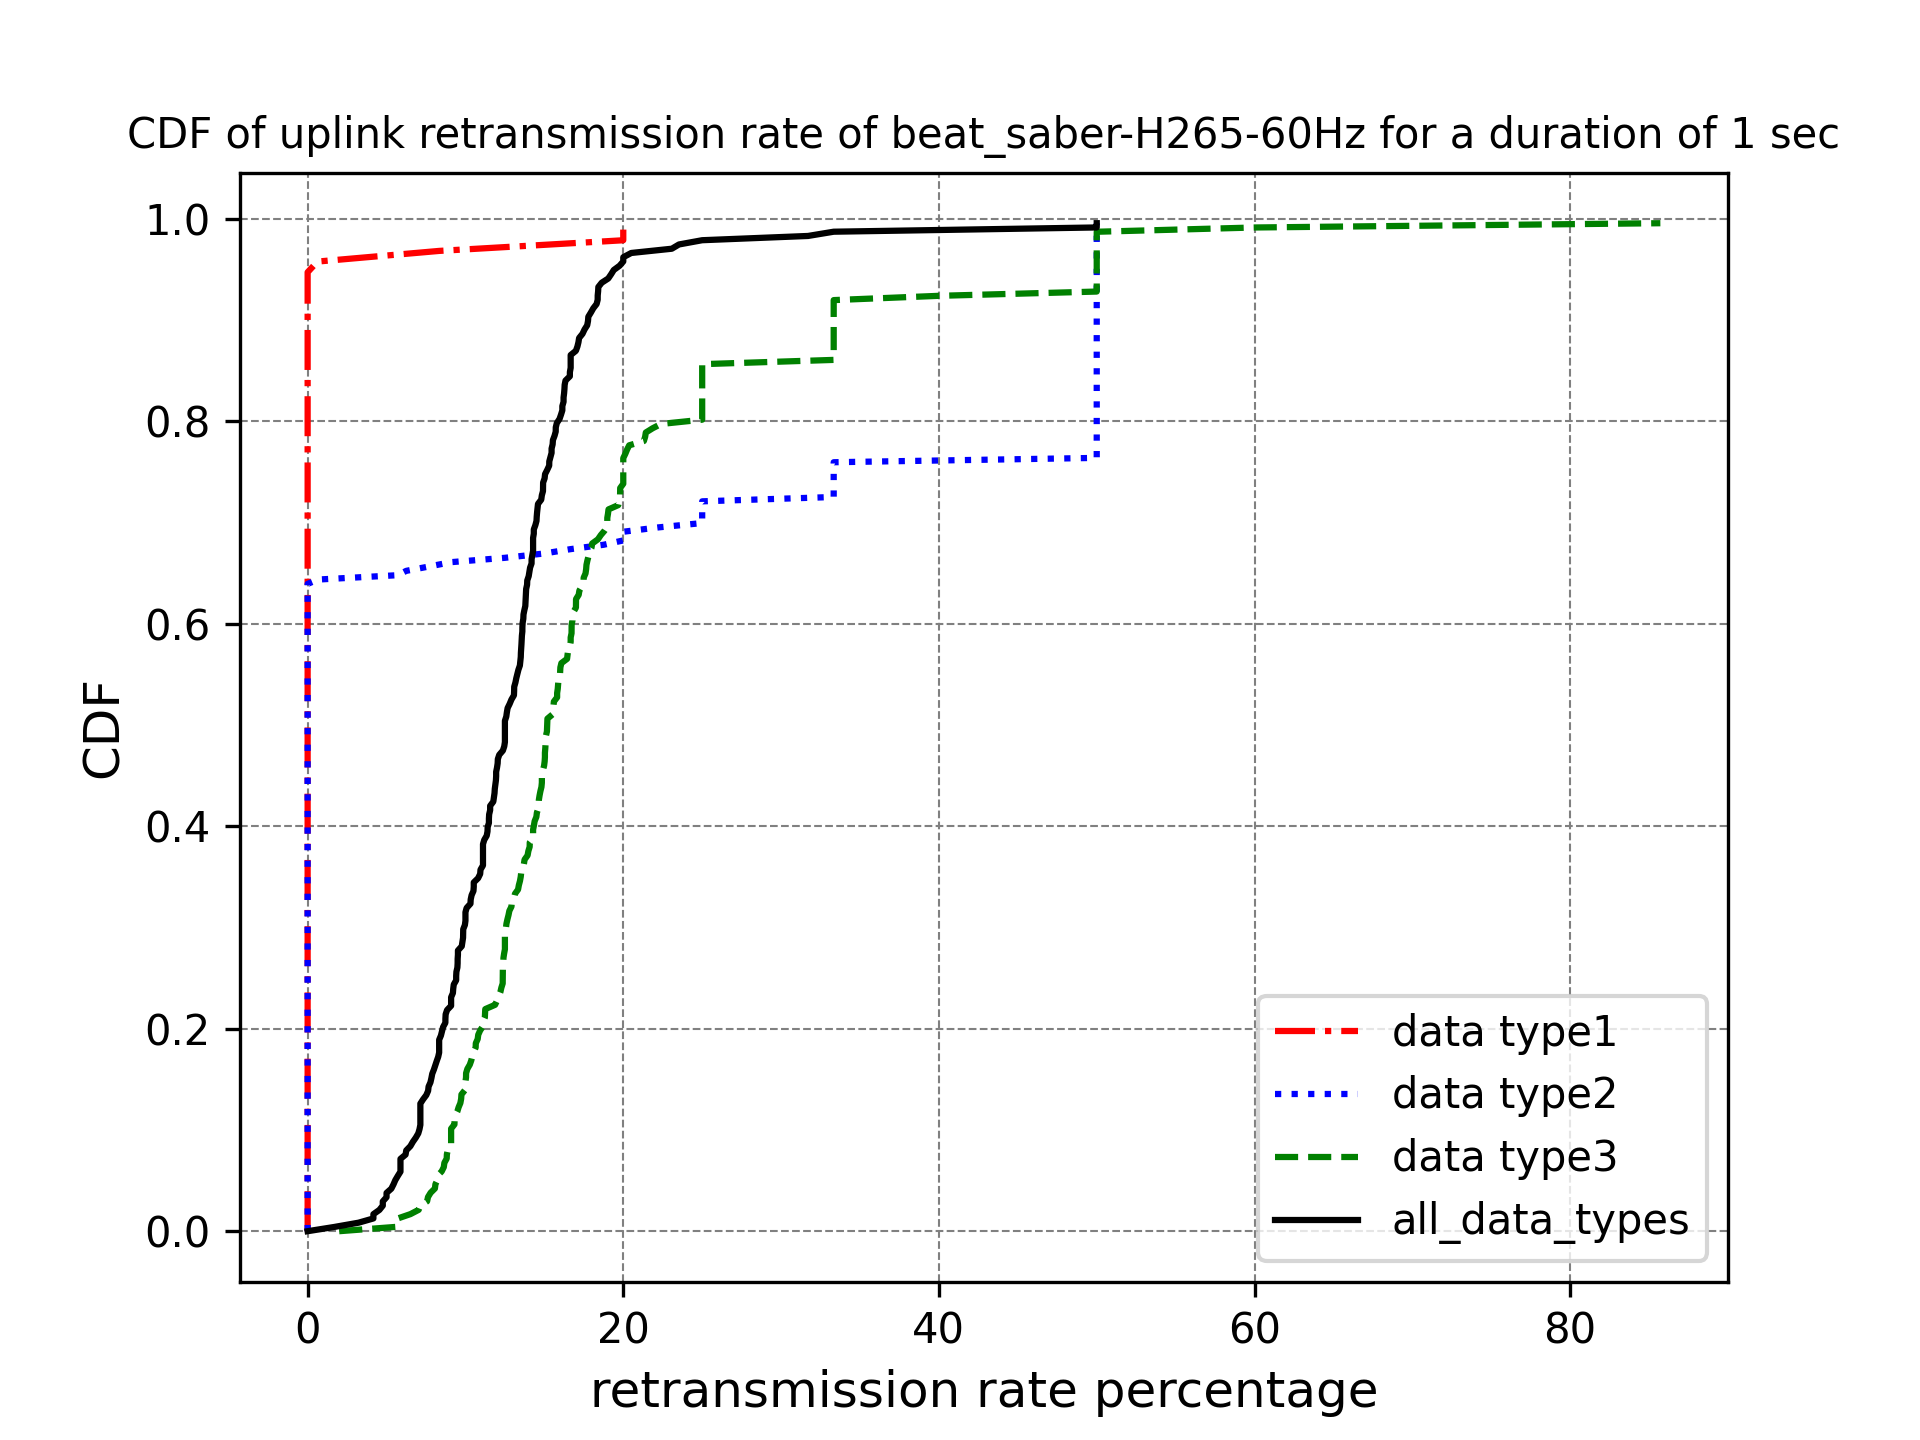 CDF of uplink retransmission rate of beat_saber-H265-60Hz for a duration of 1 sec
1.0
0.8
0.6
0.4
0.2
0.0
CDF
data type1
data type2
data type3
all_data_types
0 20 40 60 80
retransmission rate percentage